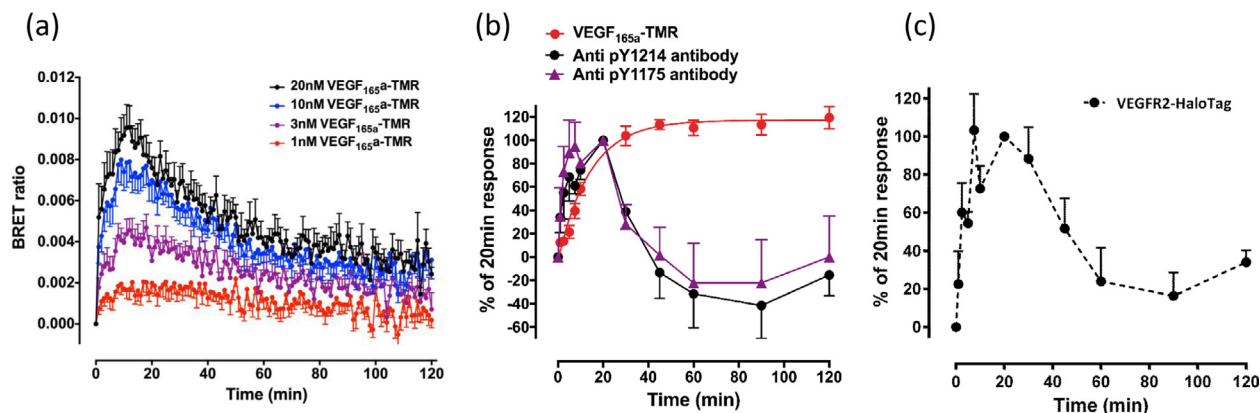 (a)
BRET ratio
0.012
0.010
0.008
0.006
0.004
0.002
0.000
20nM VEGF165a-TMR
10nM VEGF165a-TMR
3nM VEGF165a-TMR
1nM VEGF165a-TMR
0 20 40 60 80 100 120
Time (min)
(b)
VEGF165a-TMR
Anti pY1214 antibody
Anti pY1175 antibody
% of 20min response
120
100
80
60
40
20
0
-20
-40
-60
0 20 40 60 80 100 120
Time (min)
(c)
VEGFR2-HaloTag
% of 20min response
120
100
80
60
40
20
0
0 20 40 60 80 100 120
Time (min)